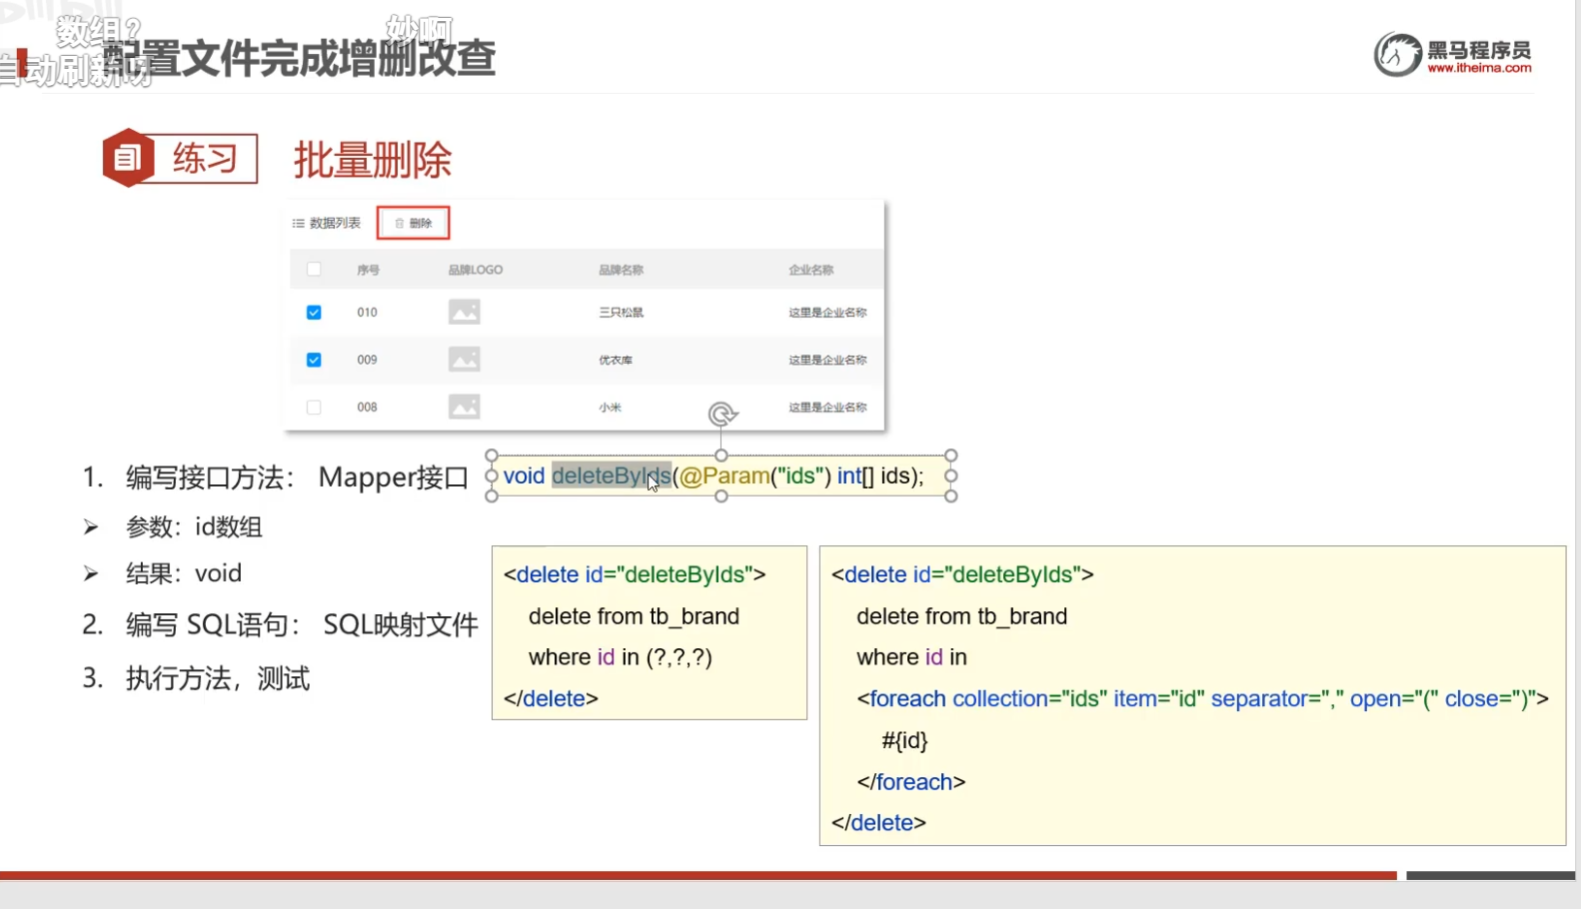 数组?
妙啊
自动刷新呀
配置文件完成增删改查
黑马程序员
www.itheima.com
练习
批量删除
数据列表
删除
序号 品牌LOGO 品牌名称 企业名称
010 三只松鼠 这里是企业名称
009 优衣库 这里是企业名称
008 小米 这里是企业名称
1. 编写接口方法： Mapper接口
void deleteByIds(@Param("ids") int[] ids);
➢ 参数：id数组
➢ 结果：void
2. 编写 SQL语句： SQL映射文件
3. 执行方法，测试
<delete id="deleteByIds">
delete from tb_brand
where id in (?,?,?)
</delete>
<delete id="deleteByIds">
delete from tb_brand
where id in
<foreach collection="ids" item="id" separator="," open="(" close=")">
#{id}
</foreach>
</delete>